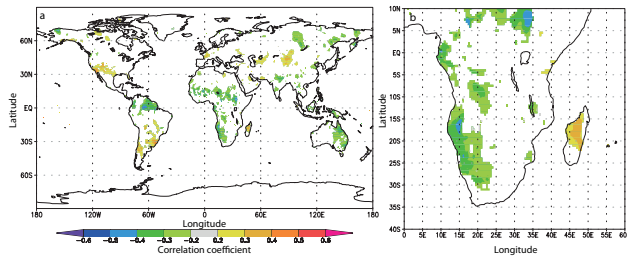 a
60N
30N
EQ
30S
60S
Latitude
180 120W 60W 0 60E 120E 180
Longitude
-0.6 -0.5 -0.4 -0.3 -0.2 0.2 0.3 0.4 0.5 0.6
Correlation coefficient
b
10N
5N
EQ
5S
10S
15S
20S
25S
30S
35S
40S
Latitude
0 5E 10E 15E 20E 25E 30E 35E 40E 45E 50E 55E 60E
Longitude